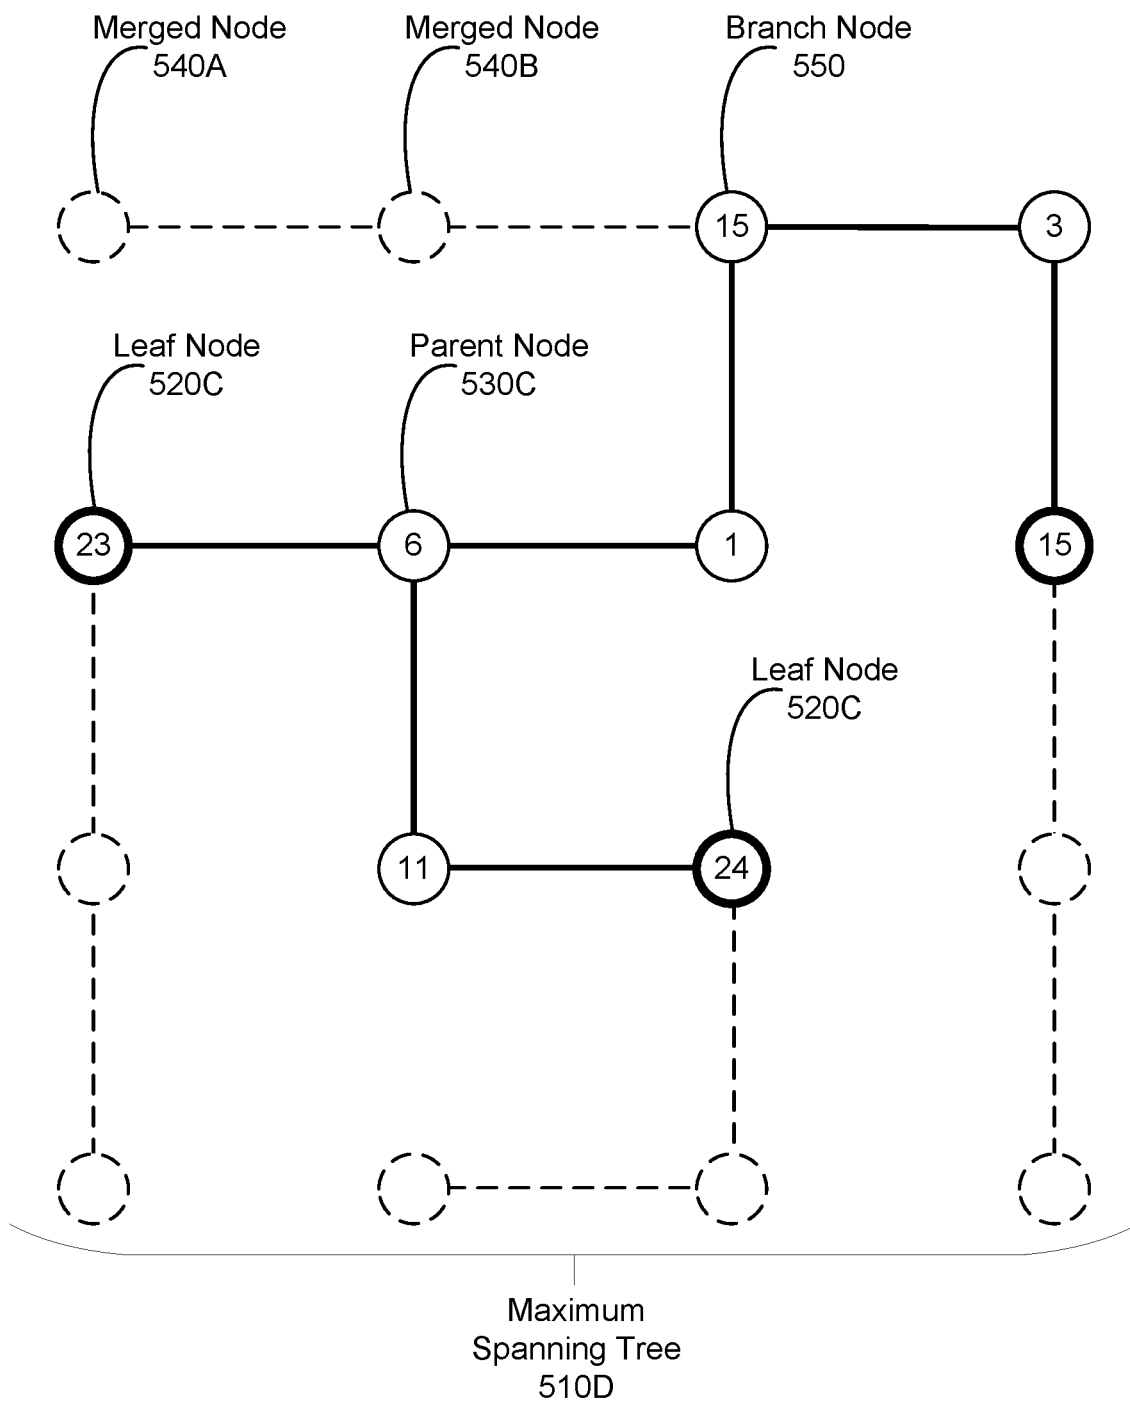 Merged Node
540A
Merged Node
540B
Branch Node
550
15
3
Leaf Node
520C
Parent Node
530C
23
6
1
15
Leaf Node
520C
11
24
Maximum
Spanning Tree
510D